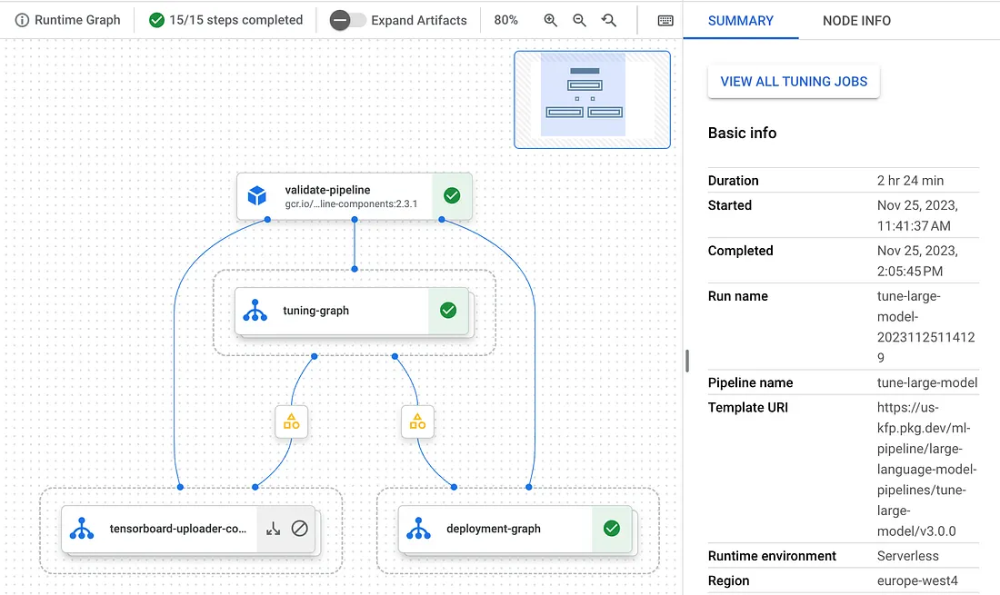 Runtime Graph
15/15 steps completed
Expand Artifacts
80%
SUMMARY
NODE INFO
VIEW ALL TUNING JOBS
Basic info
Duration
2 hr 24 min
Started
Nov 25, 2023,
11:41:37 AM
Completed
Nov 25, 2023,
2:05:45 PM
Run name
tune-large-
model-
2023112511412
9
Pipeline name
tune-large-model
Template URI
https://us-
kfp.pkg.dev/ml-
pipeline/large-
language-model-
pipelines/tune-
large-
model/v3.0.0
Runtime environment
Serverless
Region
europe-west4
validate-pipeline
gcr.io/...line-components:2.3.1
tuning-graph
tensorboard-uploader-co...
deployment-graph